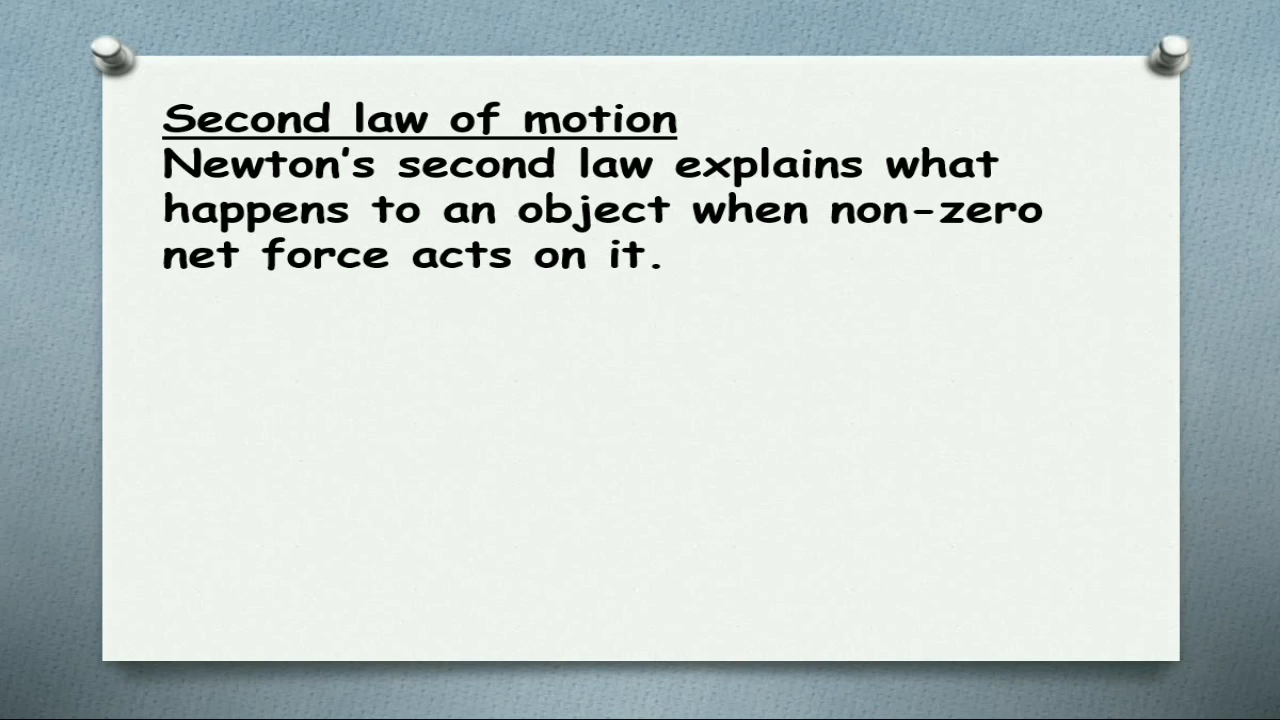 Second law of motion
Newton's second law explains what
happens to an object when non-zero
net force acts on it.